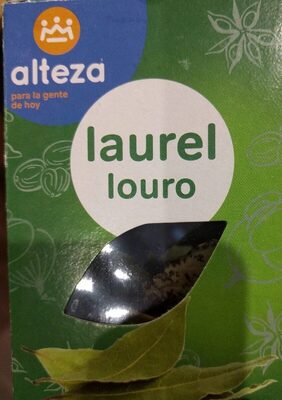 alteza
para la gente
de hoy
laurel
louro